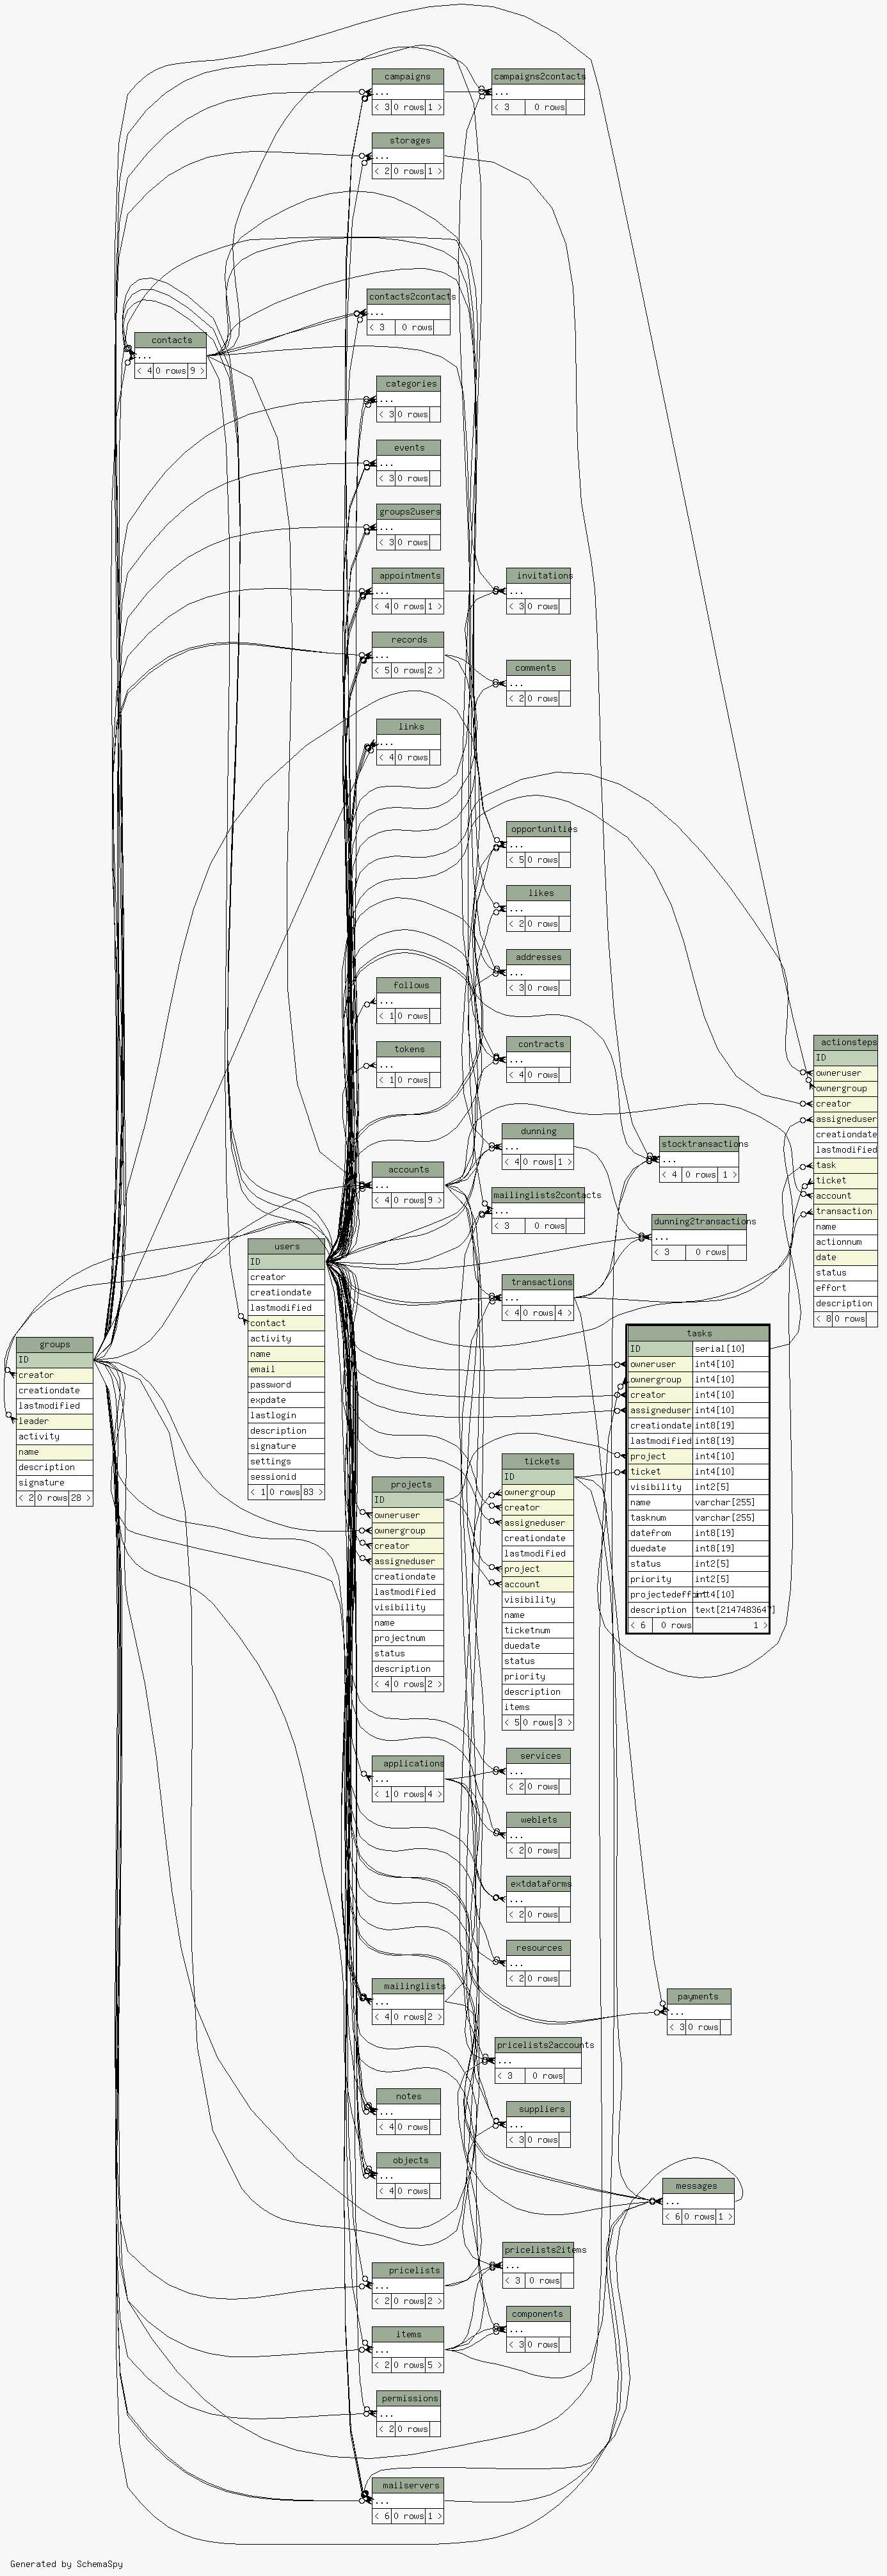 campaigns
...
< 3 0 rows 1 >
campaigns2contacts
...
< 3 0 rows
storages
...
< 2 0 rows 1 >
contacts2contacts
...
< 3 0 rows
contacts
...
< 4 0 rows 9 >
categories
...
< 3 0 rows
events
...
< 3 0 rows
groups2users
...
< 3 0 rows
appointments
...
< 4 0 rows 1 >
invitations
...
< 3 0 rows
records
...
< 5 0 rows 2 >
comments
...
< 2 0 rows
links
...
< 4 0 rows
opportunities
...
< 5 0 rows
likes
...
< 2 0 rows
addresses
...
< 3 0 rows
follows
...
< 1 0 rows
contracts
...
< 4 0 rows
tokens
...
< 1 0 rows
actionsteps
ID
owneruser
ownergroup
creator
assigneduser
creationdate
lastmodified
task
ticket
account
transaction
name
actionnum
date
status
effort
description
< 8 0 rows
dunning
...
< 4 0 rows 1 >
stocktransactions
...
< 4 0 rows 1 >
accounts
...
< 4 0 rows 9 >
mailinglists2contacts
...
< 3 0 rows
dunning2transactions
...
< 3 0 rows
users
ID
creator
creationdate
lastmodified
contact
activity
name
email
password
expdate
lastlogin
description
signature
settings
sessionid
< 1 0 rows 83 >
transactions
...
< 4 0 rows 4 >
groups
ID
creator
creationdate
lastmodified
leader
activity
name
description
signature
< 2 0 rows 28 >
tasks
ID serial[10]
owneruser int4[10]
ownergroup int4[10]
creator int4[10]
assigneduser int4[10]
creationdate int8[19]
lastmodified int8[19]
project int4[10]
ticket int4[10]
visibility int2[5]
name varchar[255]
tasknum varchar[255]
datefrom int8[19]
duedate int8[19]
status int2[5]
priority int2[5]
projectedeffort int4[10]
description text[2147483647]
< 6 0 rows 1 >
tickets
ID
ownergroup
creator
assigneduser
creationdate
lastmodified
project
account
visibility
name
ticketnum
duedate
status
priority
description
items
< 5 0 rows 3 >
projects
ID
owneruser
ownergroup
creator
assigneduser
creationdate
lastmodified
visibility
name
projectnum
status
description
< 4 0 rows 2 >
services
...
< 2 0 rows
applications
...
< 1 0 rows 4 >
weblets
...
< 2 0 rows
extdataforms
...
< 2 0 rows
resources
...
< 2 0 rows
mailinglists
...
< 4 0 rows 2 >
payments
...
< 3 0 rows
pricelists2accounts
...
< 3 0 rows
notes
...
< 4 0 rows
suppliers
...
< 3 0 rows
objects
...
< 4 0 rows
messages
...
< 6 0 rows 1 >
pricelists2items
...
< 3 0 rows
pricelists
...
< 2 0 rows 2 >
components
...
< 3 0 rows
items
...
< 2 0 rows 5 >
permissions
...
< 2 0 rows
mailservers
...
< 6 0 rows 1 >
Generated by SchemaSpy